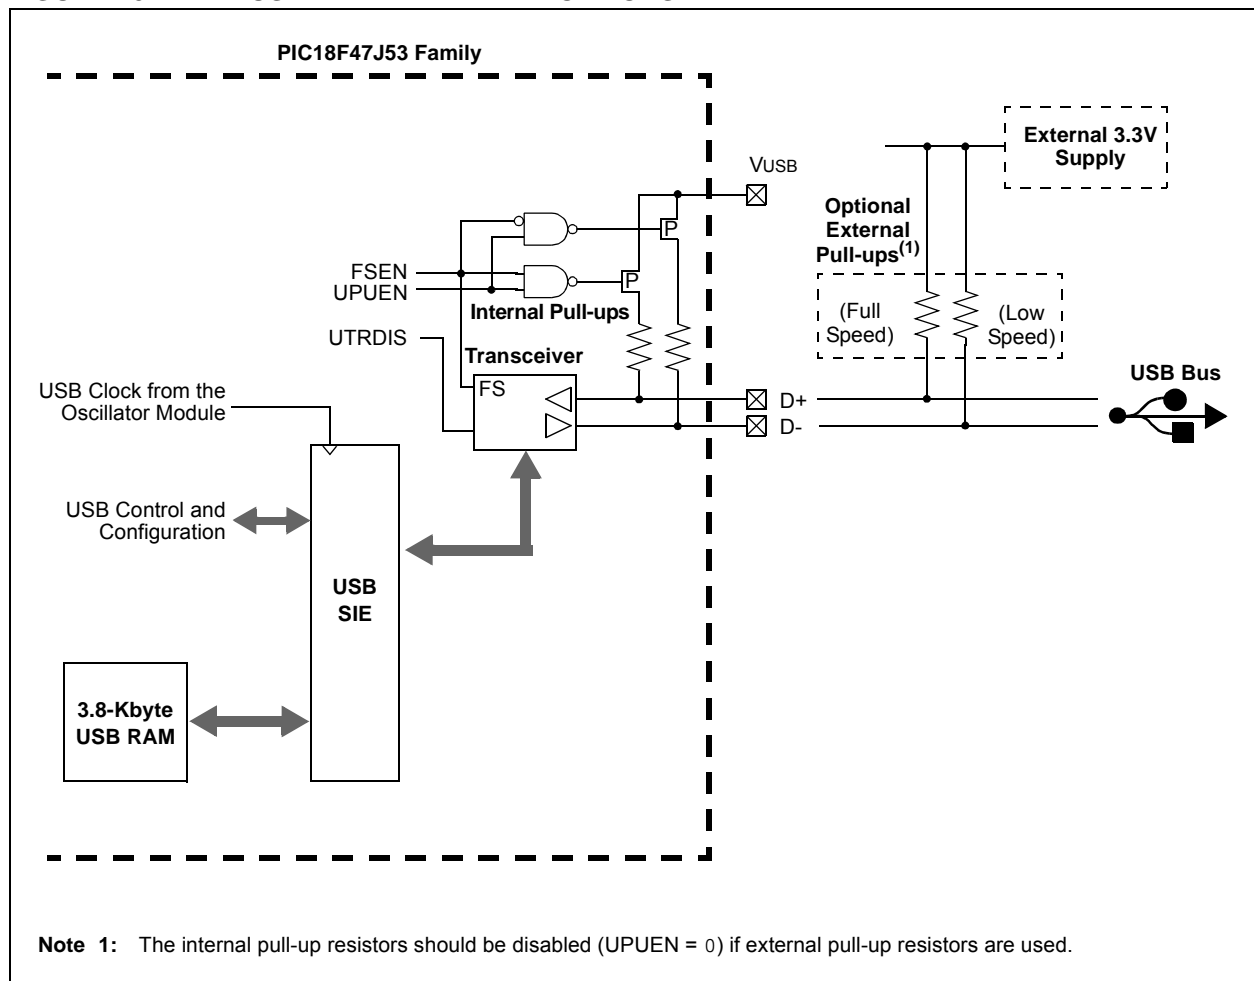 PIC18F47J53 Family
External 3.3V
Supply
VUSB
Optional
External
Pull-ups(1)
P
FSEN
P
UPUEN
Internal Pull-ups
(Full
Speed)
(Low
Speed)
UTRDIS
Transceiver
FS
USB Clock from the
Oscillator Module
D+
D-
USB Bus
USB Control and
Configuration
USB
SIE
3.8-Kbyte
USB RAM
Note 1: The internal pull-up resistors should be disabled (UPUEN = 0) if external pull-up resistors are used.